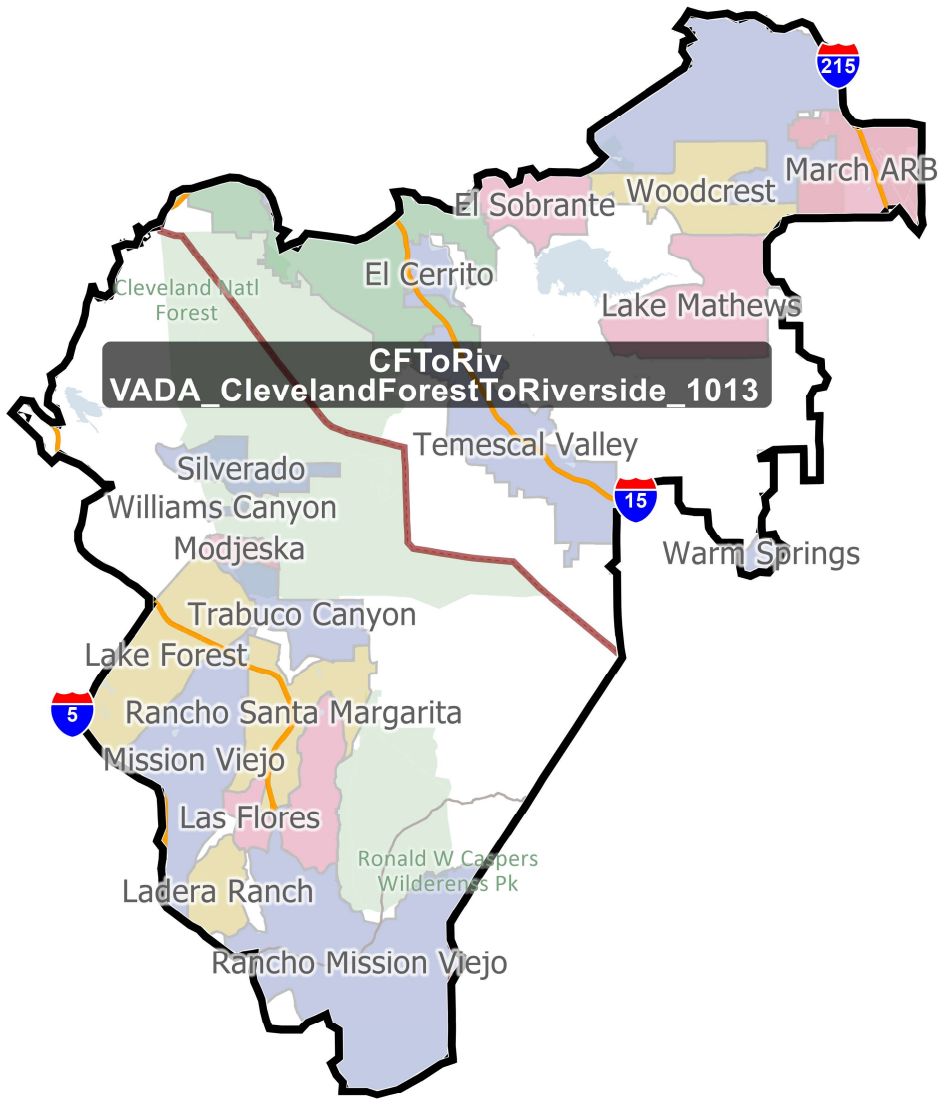 215
March ARB
Woodcrest
El Sobrante
El Cerrito
Cleveland Natl
Forest
Lake Mathews
CFToRiv
VADA_ClevelandForestToRiverside_1013
Temescal Valley
Silverado
15
Williams Canyon
Modjeska
Warm Springs
Trabuco Canyon
Lake Forest
5
Rancho Santa Margarita
Mission Viejo
Las Flores
Ronald W Caspers
Wilderenss Pk
Ladera Ranch
Rancho Mission Viejo